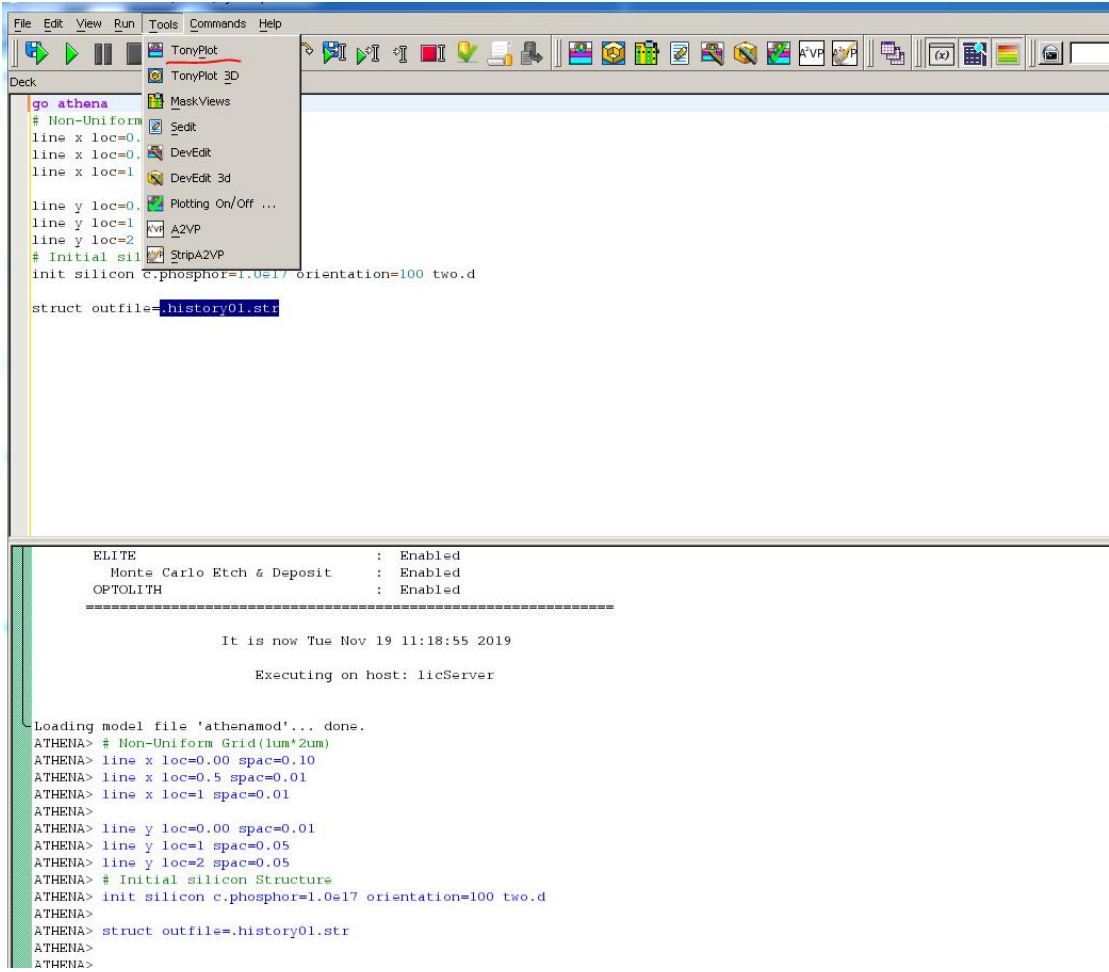 File Edit View Run Tools Commands Help
TonyPlot
TonyPlot 3D
MaskViews
Sedit
DevEdit
DevEdit 3d
Plotting On/Off ...
A2VP
StripA2VP
Deck
go athena
# Non-Uniform
line x loc=0.
line x loc=0.
line x loc=1
line y loc=0.
line y loc=1
line y loc=2
# Initial sil
init silicon c.phosphor=1.0e17 orientation=100 two.d
struct outfile=.history01.str
ELITE : Enabled
Monte Carlo Etch & Deposit : Enabled
OPTOLITH : Enabled
==============================================================
It is now Tue Nov 19 11:18:55 2019
Executing on host: licServer
Loading model file 'athenamod'... done.
ATHENA> # Non-Uniform Grid(1um*2um)
ATHENA> line x loc=0.00 spac=0.10
ATHENA> line x loc=0.5 spac=0.01
ATHENA> line x loc=1 spac=0.01
ATHENA>
ATHENA> line y loc=0.00 spac=0.01
ATHENA> line y loc=1 spac=0.05
ATHENA> line y loc=2 spac=0.05
ATHENA> # Initial silicon Structure
ATHENA> init silicon c.phosphor=1.0e17 orientation=100 two.d
ATHENA>
ATHENA> struct outfile=.history01.str
ATHENA>
ATHENA>